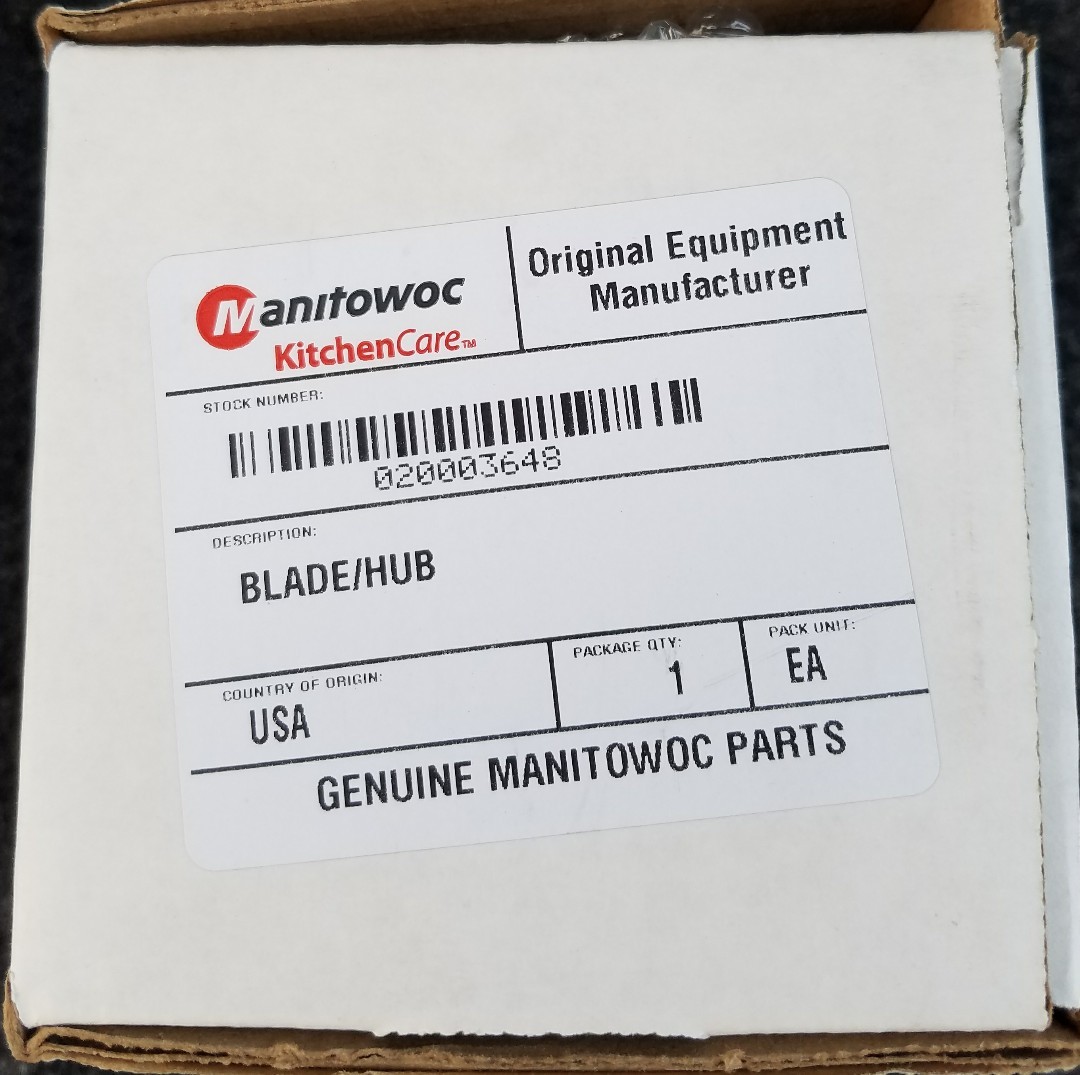 Manitowoc
KitchenCare™
Original Equipment
Manufacturer
STOCK NUMBER:
020003648
DESCRIPTION:
BLADE/HUB
COUNTRY OF ORIGIN:
USA
PACKAGE QTY:
1
PACK UNIT:
EA
GENUINE MANITOWOC PARTS